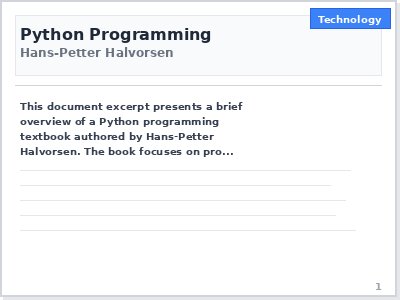 Technology
Python Programming
Hans-Petter Halvorsen
This document excerpt presents a brief
overview of a Python programming
textbook authored by Hans-Petter
Halvorsen. The book focuses on pro...
1